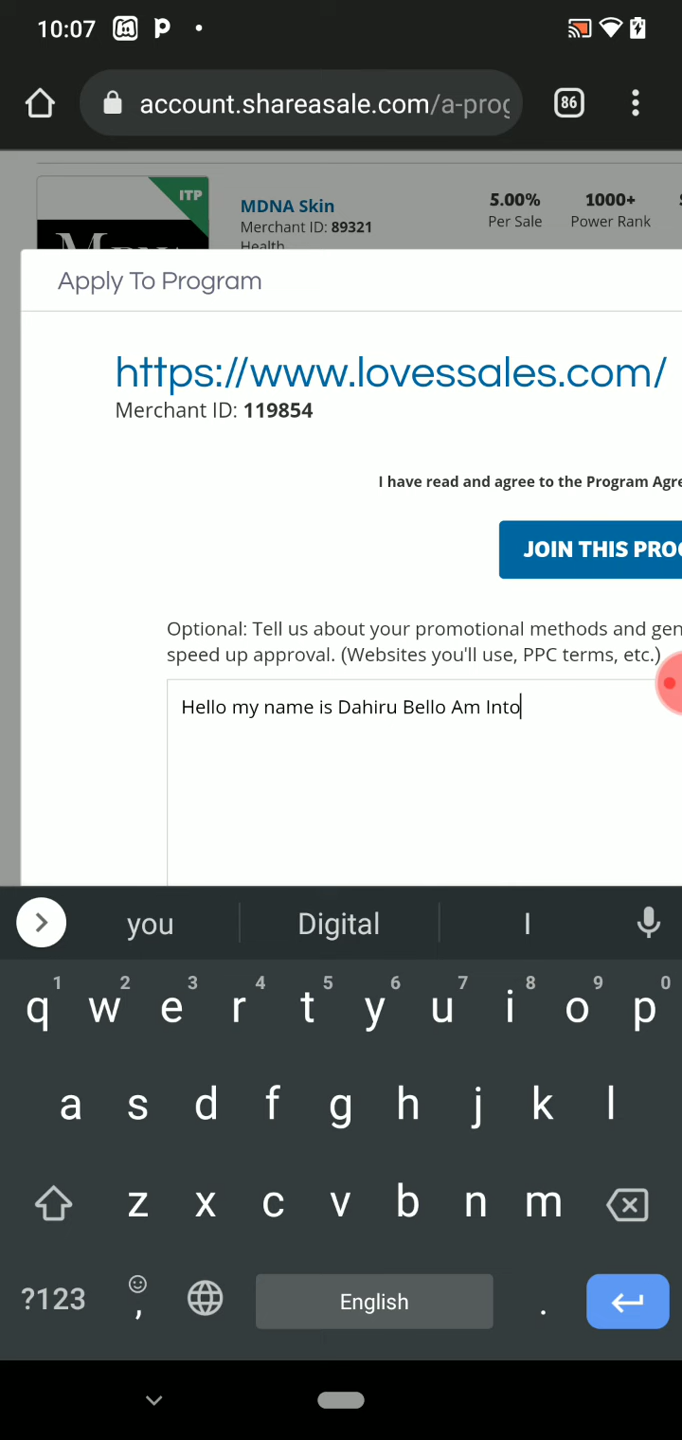 10:07
account.shareasale.com/a-prog
86
ITP
MDNA
MDNA Skin
Merchant ID: 89321
Health
5.00%
Per Sale
1000+
Power Rank
Apply To Program
https://www.lovessales.com/
Merchant ID: 119854
I have read and agree to the Program Agre
JOIN THIS PRO
Optional: Tell us about your promotional methods and gen
speed up approval. (Websites you'll use, PPC terms, etc.)
Hello my name is Dahiru Bello Am Into
you Digital I
1 2 3 4 5 6 7 8 9 0
q w e r t y u i o p
a s d f g h j k l
z x c v b n m
?123 , English .